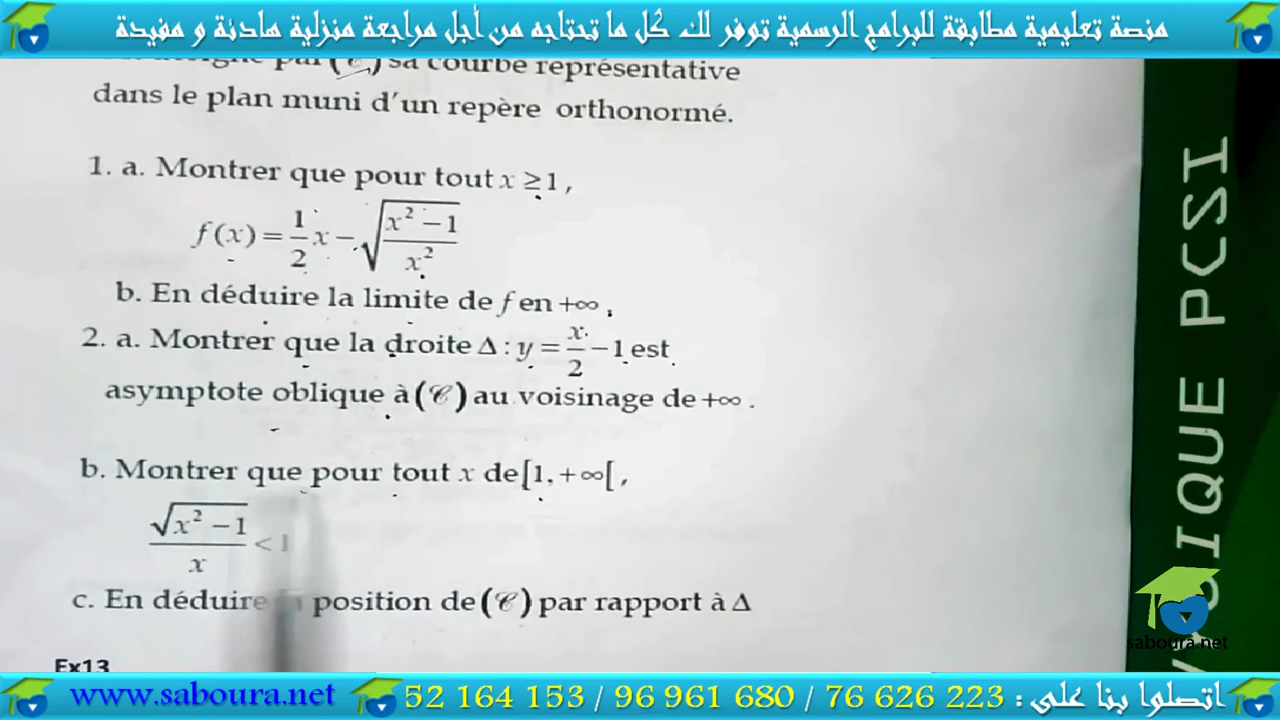 منصة تعليمية مطابقة للبرامج الرسمية توفر لك كل ما تحتاجه من أجل مراجعة منزلية هادئة و مفيدة
par (𝒞) sa courbe représentative
dans le plan muni d'un repère orthonormé.
1. a. Montrer que pour tout x ≥ 1,
f(x) = 1/2 x − √((x² − 1)/x²)
b. En déduire la limite de f en +∞.
2. a. Montrer que la droite Δ : y = x/2 − 1 est
asymptote oblique à (𝒞) au voisinage de +∞.
b. Montrer que pour tout x de [1, +∞[,
√(x² − 1)/x < 1
c. En déduire position de (𝒞) par rapport à Δ
Ex13
PCSI
saboura.net
www.saboura.net
52 164 153 / 96 961 680 / 76 626 223 : اتصلوا بنا على